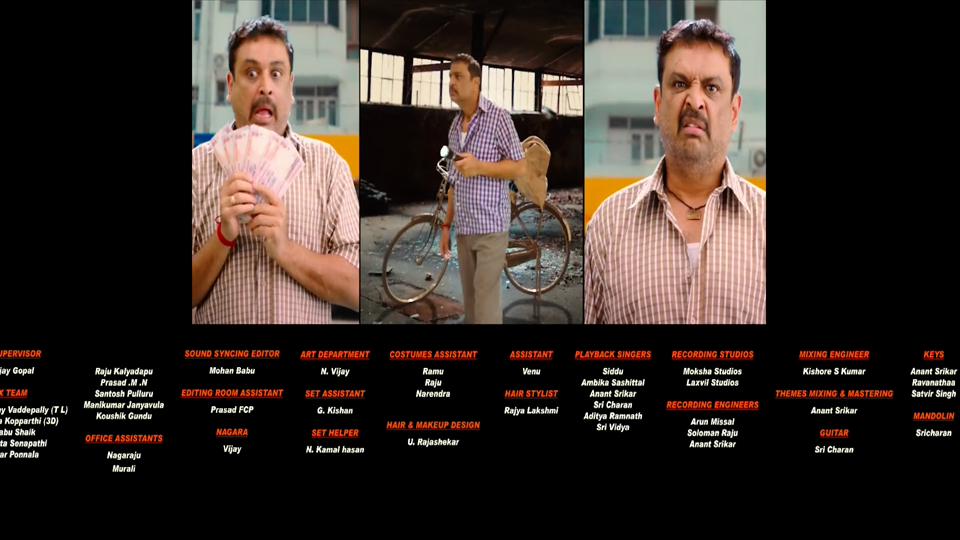 UPERVISOR
jay Gopal
X TEAM
ay Vaddepally (T L)
a Kopparthi (3D)
abu Shaik
ta Senapathi
ar Ponnala
Raju Kalyadapu
Prasad .M .N
Santosh Pulluru
Manikumar Janyavula
Koushik Gundu
OFFICE ASSISTANTS
Nagaraju
Murali
SOUND SYNCING EDITOR
Mohan Babu
EDITING ROOM ASSISTANT
Prasad FCP
NAGARA
Vijay
ART DEPARTMENT
N. Vijay
SET ASSISTANT
G. Kishan
SET HELPER
N. Kamal hasan
COSTUMES ASSISTANT
Ramu
Raju
Narendra
HAIR & MAKEUP DESIGN
U. Rajashekar
ASSISTANT
Venu
HAIR STYLIST
Rajya Lakshmi
PLAYBACK SINGERS
Siddu
Ambika Sashittal
Anant Srikar
Sri Charan
Aditya Ramnath
Sri Vidya
RECORDING STUDIOS
Moksha Studios
Laxvil Studios
RECORDING ENGINEERS
Arun Missal
Soloman Raju
Anant Srikar
MIXING ENGINEER
Kishore S Kumar
THEMES MIXING & MASTERING
Anant Srikar
GUITAR
Sri Charan
KEYS
Anant Srikar
Ravanathaa
Satvir Singh
MANDOLIN
Sricharan